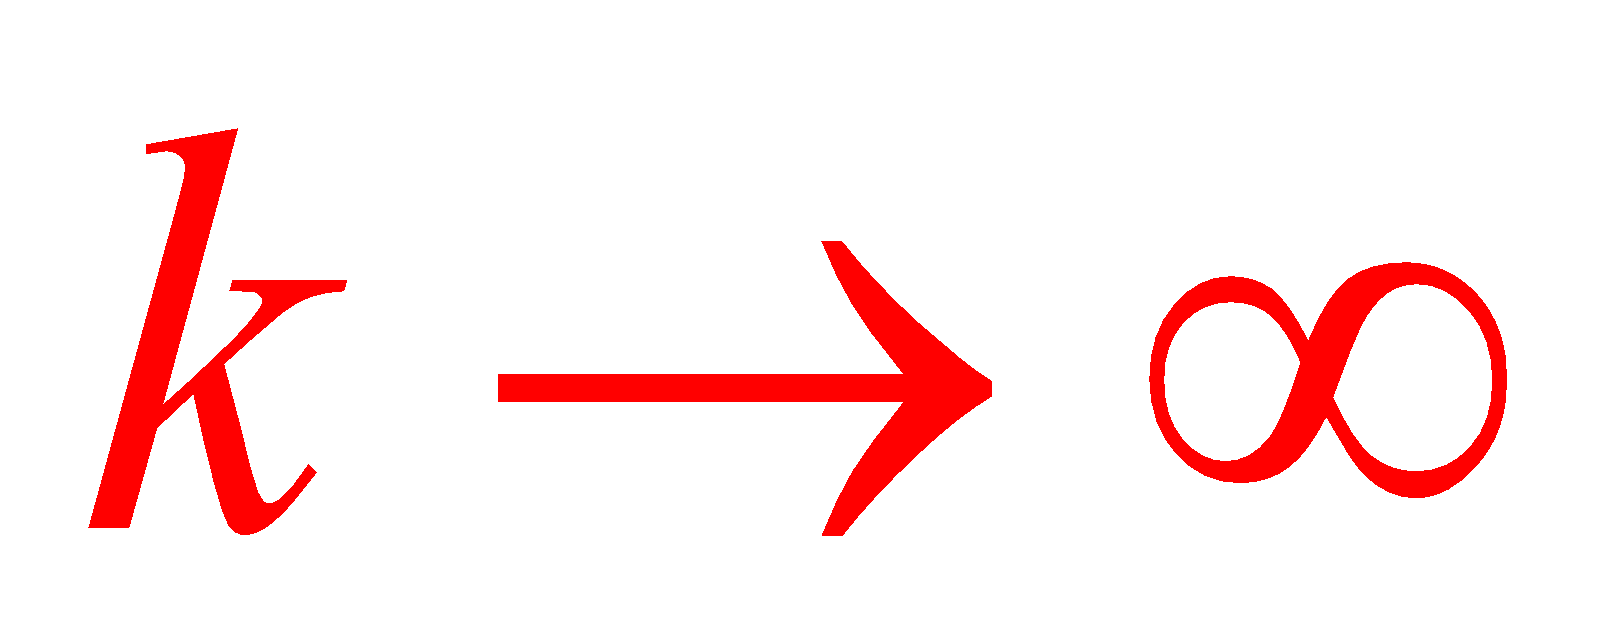 k → ∞